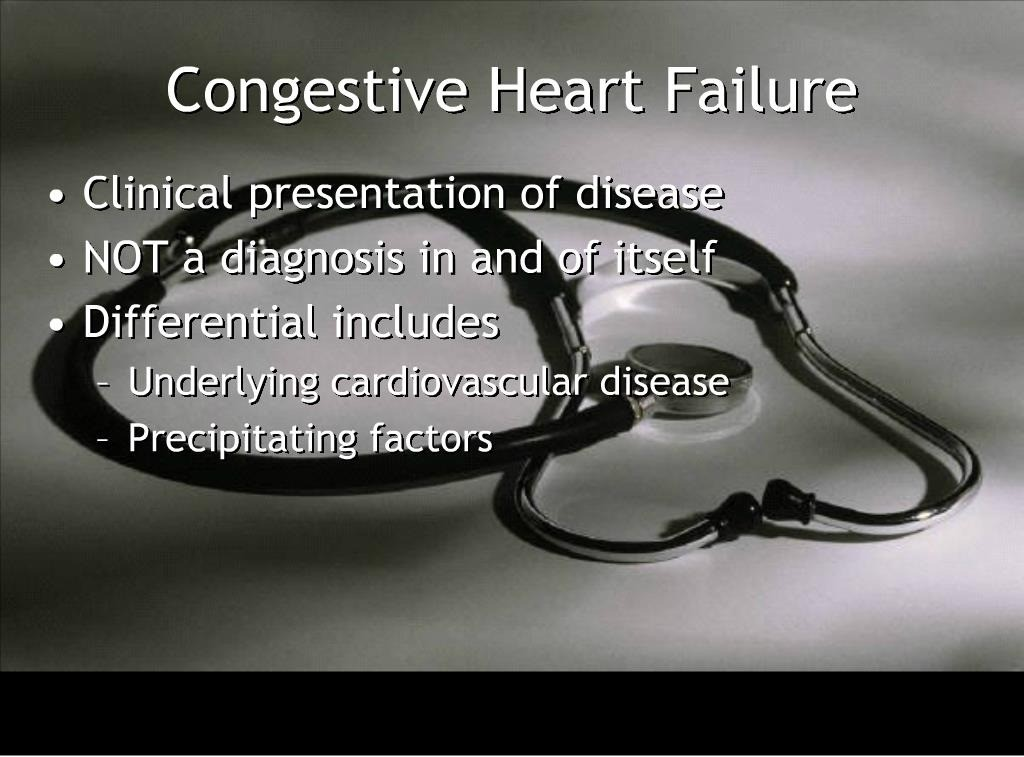 Congestive Heart Failure
• Clinical presentation of disease
• NOT a diagnosis in and of itself
• Differential includes
– Underlying cardiovascular disease
– Precipitating factors